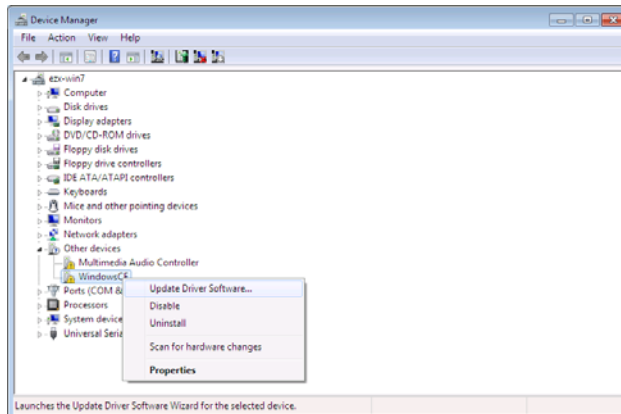 Device Manager
File Action View Help
ezx-win7
Computer
Disk drives
Display adapters
DVD/CD-ROM drives
Floppy disk drives
Floppy drive controllers
IDE ATA/ATAPI controllers
Keyboards
Mice and other pointing devices
Monitors
Network adapters
Other devices
Multimedia Audio Controller
WindowsCE
Update Driver Software...
Ports (COM &
Disable
Processors
Uninstall
System device
Universal Seria
Scan for hardware changes
Properties
Launches the Update Driver Software Wizard for the selected device.